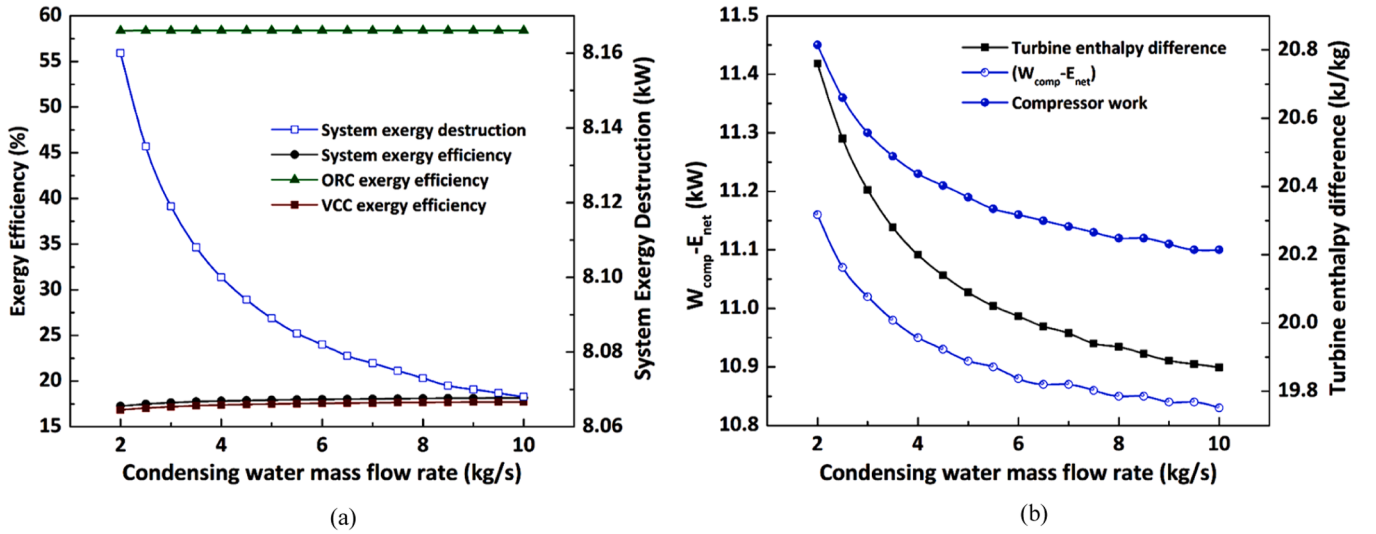 60
55
50
45
40
35
30
25
20
15
Exergy Efficiency (%)
System exergy destruction
System exergy efficiency
ORC exergy efficiency
VCC exergy efficiency
8.16
8.14
8.12
8.10
8.08
8.06
System Exergy Destruction (kW)
2 4 6 8 10
Condensing water mass flow rate (kg/s)
(a)
11.5
11.4
11.3
11.2
11.1
11.0
10.9
10.8
Wcomp-Enet (kW)
Turbine enthalpy difference
(Wcomp-Enet)
Compressor work
20.8
20.6
20.4
20.2
20.0
19.8
Turbine enthalpy difference (kJ/kg)
2 4 6 8 10
Condensing water mass flow rate (kg/s)
(b)